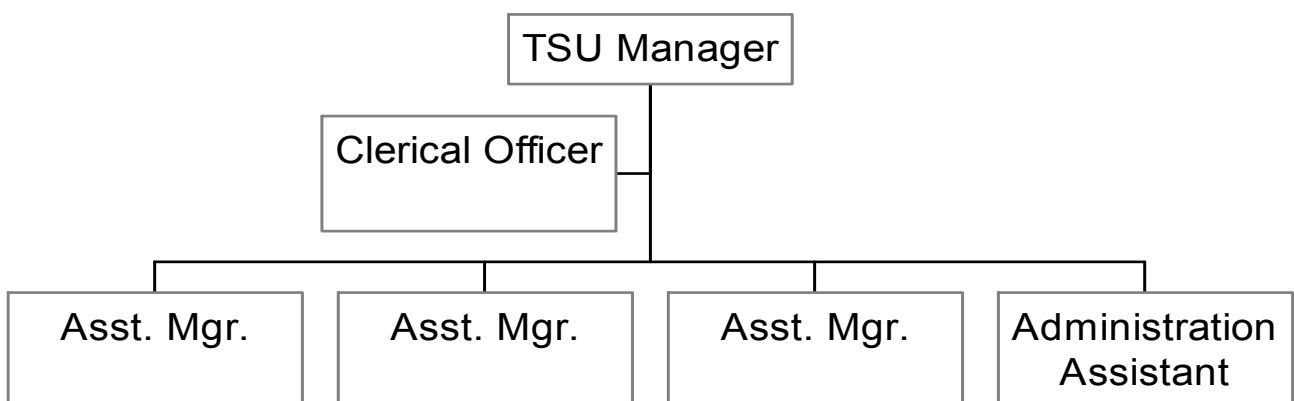 TSU Manager
Clerical Officer
Asst. Mgr.
Asst. Mgr.
Asst. Mgr.
Administration
Assistant